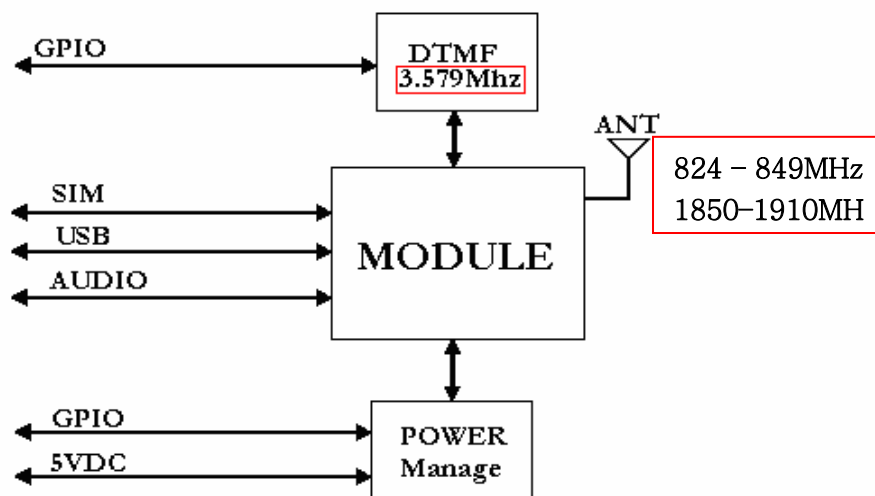 GPIO
DTMF
3.579Mhz
ANT
824 - 849MHz
1850-1910MH
SIM
USB
AUDIO
MODULE
GPIO
5VDC
POWER
Manage